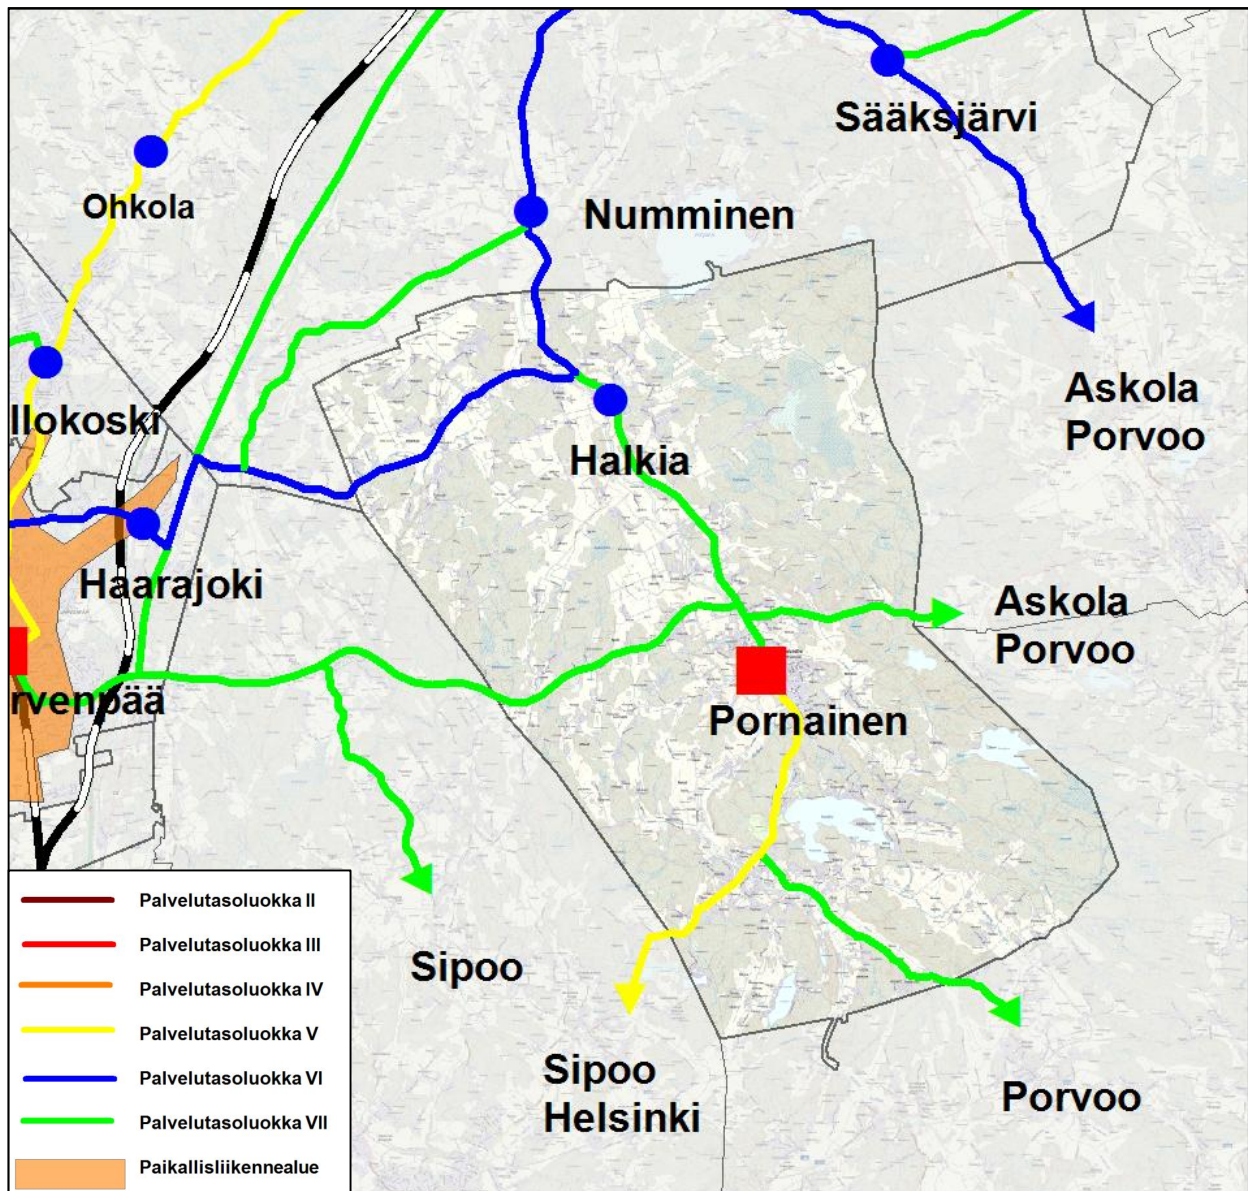 Sääksjärvi
Ohkola
Numminen
Askola
Porvoo
llokoski
Halkia
Haarajoki
Askola
Porvoo
rvenpää
Pornainen
Sipoo
Sipoo
Helsinki
Porvoo
Palvelutasoluokka II
Palvelutasoluokka III
Palvelutasoluokka IV
Palvelutasoluokka V
Palvelutasoluokka VI
Palvelutasoluokka VII
Paikallisliikennealue